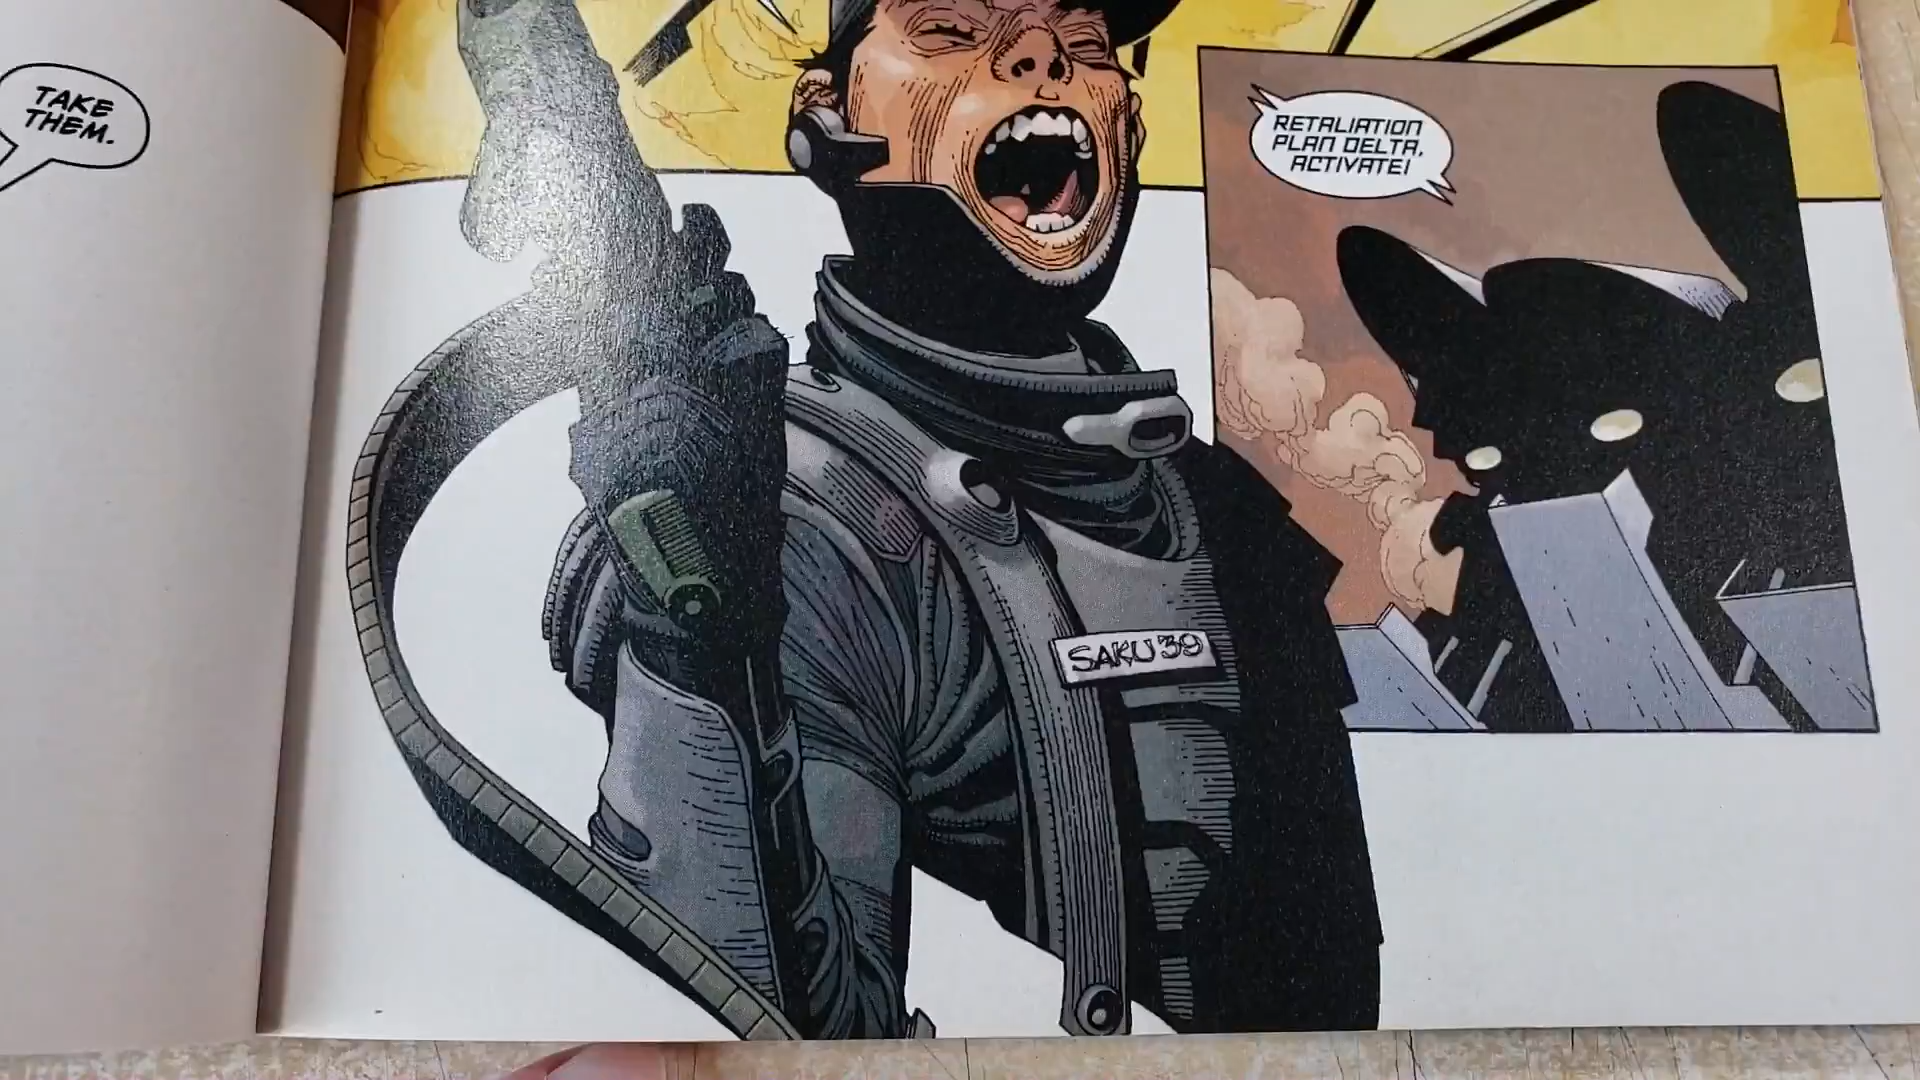 TAKE
THEM.
RETALIATION
PLAN DELTA,
ACTIVATE!
SAKU 39